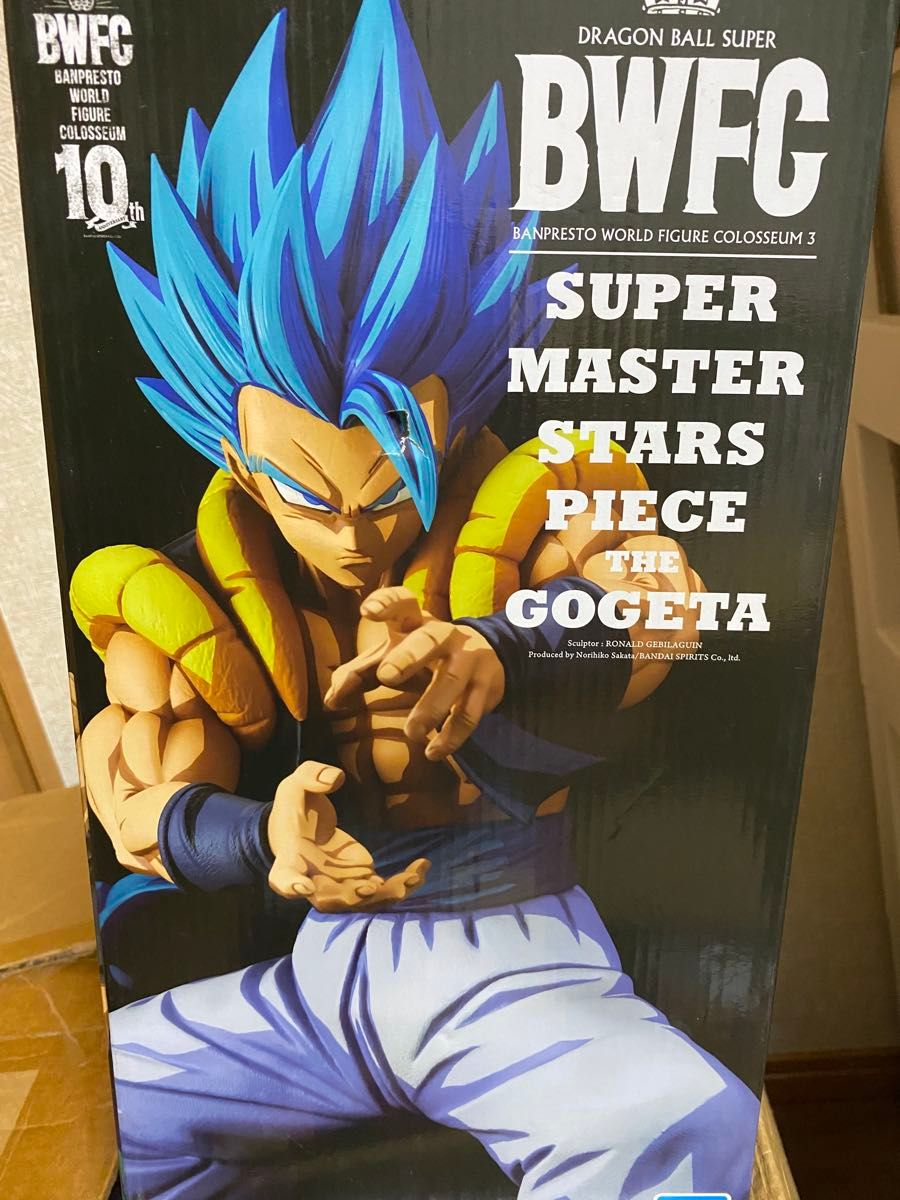 BWFC
BANPRESTO
WORLD
FIGURE
COLOSSEUM
10th
ANNIVERSARY
DRAGON BALL SUPER
BWFC
BANPRESTO WORLD FIGURE COLOSSEUM 3
SUPER
MASTER
STARS
PIECE
THE
GOGETA
Sculptor : RONALD GEBILAGUIN
Produced by Norihiko Sakata/BANDAI SPIRITS Co., ltd.